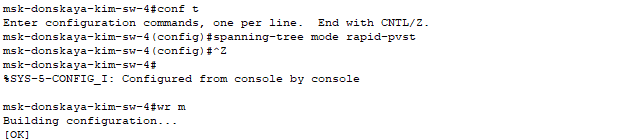 msk-donskaya-kim-sw-4#conf t
Enter configuration commands, one per line.  End with CNTL/Z.
msk-donskaya-kim-sw-4(config)#spanning-tree mode rapid-pvst
msk-donskaya-kim-sw-4(config)#^Z
msk-donskaya-kim-sw-4#
%SYS-5-CONFIG_I: Configured from console by console

msk-donskaya-kim-sw-4#wr m
Building configuration...
[OK]